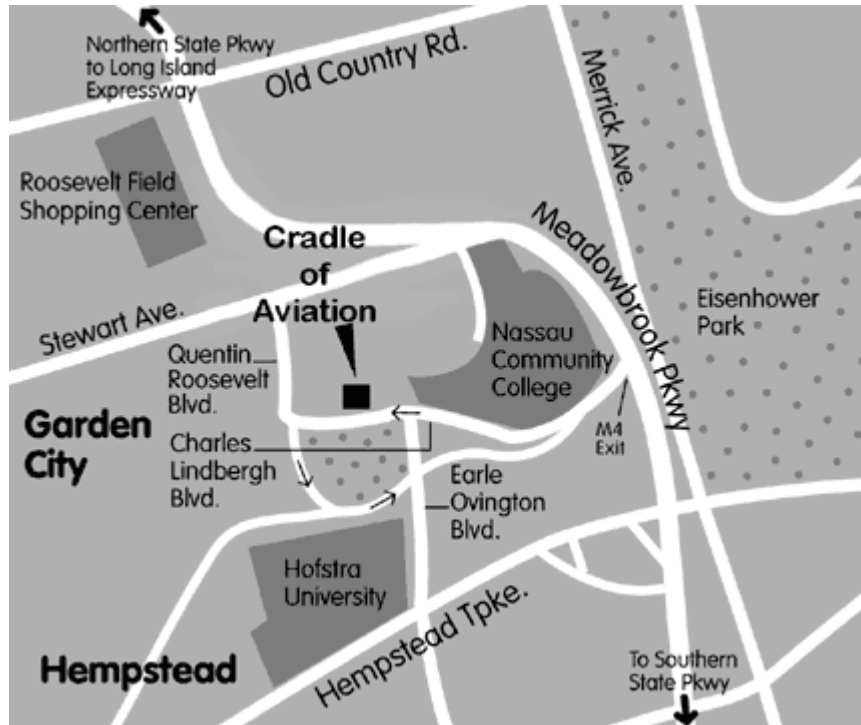 Northern State Pkwy
to Long Island
Expressway
Old Country Rd.
Merrick Ave.
Roosevelt Field
Shopping Center
Meadowbrook Pkwy
Cradle
of
Aviation
Eisenhower
Park
Stewart Ave.
Quentin
Roosevelt
Blvd.
Nassau
Community
College
M4
Exit
Garden
City
Charles
Lindbergh
Blvd.
Earle
Ovington
Blvd.
Hofstra
University
Hempstead Tpke.
Hempstead
To Southern
State Pkwy